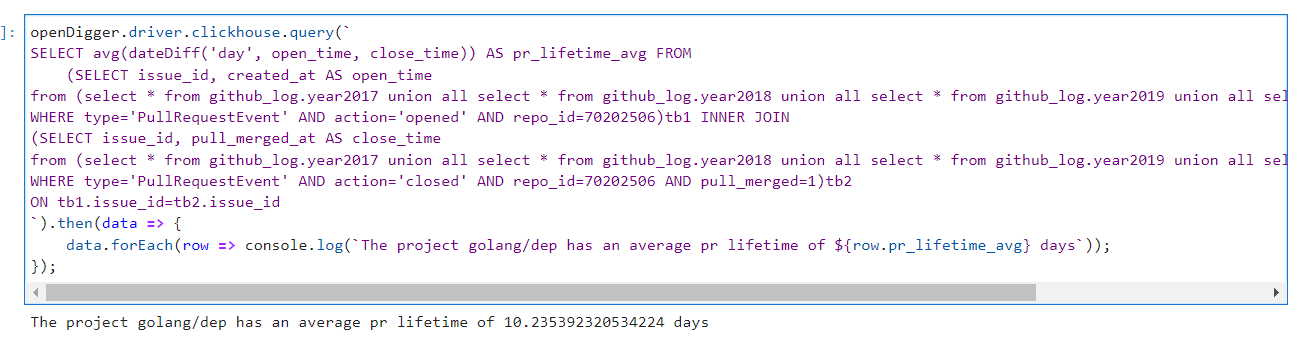 ]:
openDigger.driver.clickhouse.query(`
SELECT avg(dateDiff('day', open_time, close_time)) AS pr_lifetime_avg FROM
    (SELECT issue_id, created_at AS open_time
from (select * from github_log.year2017 union all select * from github_log.year2018 union all select * from github_log.year2019 union all sel
WHERE type='PullRequestEvent' AND action='opened' AND repo_id=70202506)tb1 INNER JOIN
(SELECT issue_id, pull_merged_at AS close_time
from (select * from github_log.year2017 union all select * from github_log.year2018 union all select * from github_log.year2019 union all sel
WHERE type='PullRequestEvent' AND action='closed' AND repo_id=70202506 AND pull_merged=1)tb2
ON tb1.issue_id=tb2.issue_id
`).then(data => {
    data.forEach(row => console.log(`The project golang/dep has an average pr lifetime of ${row.pr_lifetime_avg} days`));
});
The project golang/dep has an average pr lifetime of 10.235392320534224 days